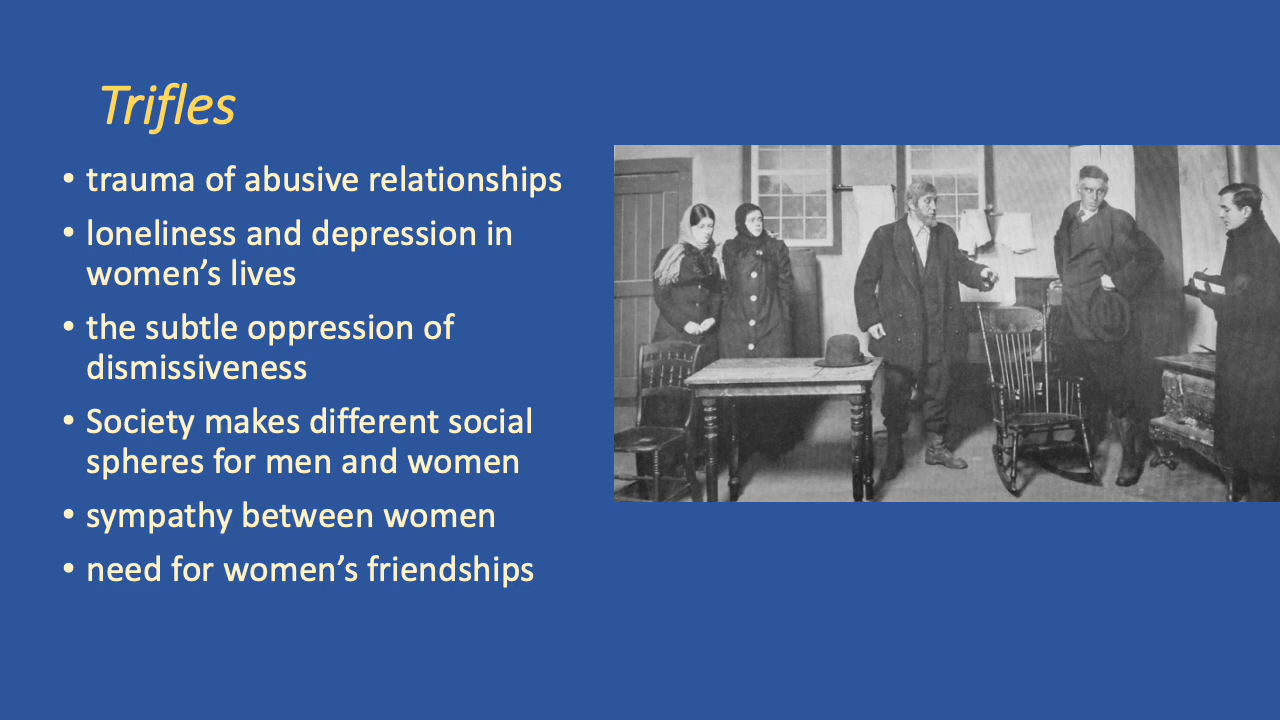 Trifles
• trauma of abusive relationships
• loneliness and depression in
women’s lives
• the subtle oppression of
dismissiveness
• Society makes different social
spheres for men and women
• sympathy between women
• need for women’s friendships